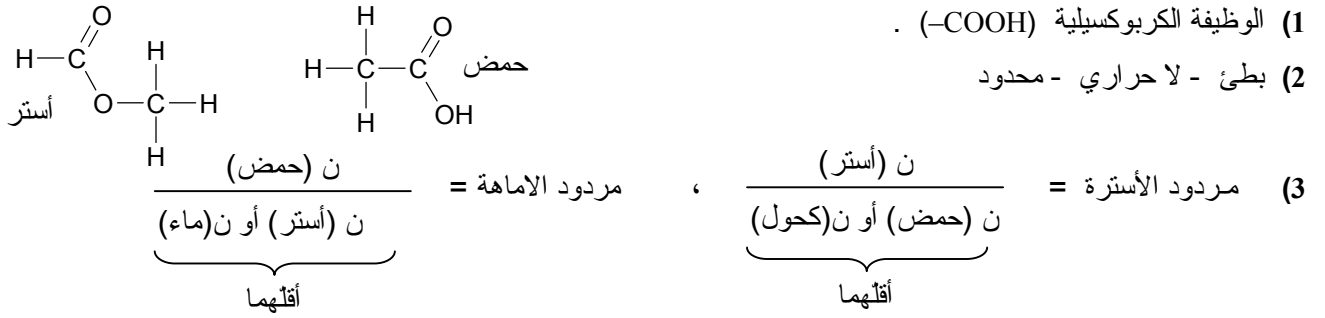 1) الوظيفة الكربوكسيلية (–COOH) .
2) بطئ - لا حراري - محدود
H
H—C—C
O
OH
H
حمض
O
H—C
O—C—H
H
H
أستر
3) مـردود الأسترة = ن (أستر) / ن (حمض) أو ن(كحول) ، مردود الاماهة = ن (حمض) / ن (أستر) أو ن(ماء)
أقلّهما
أقلّهما